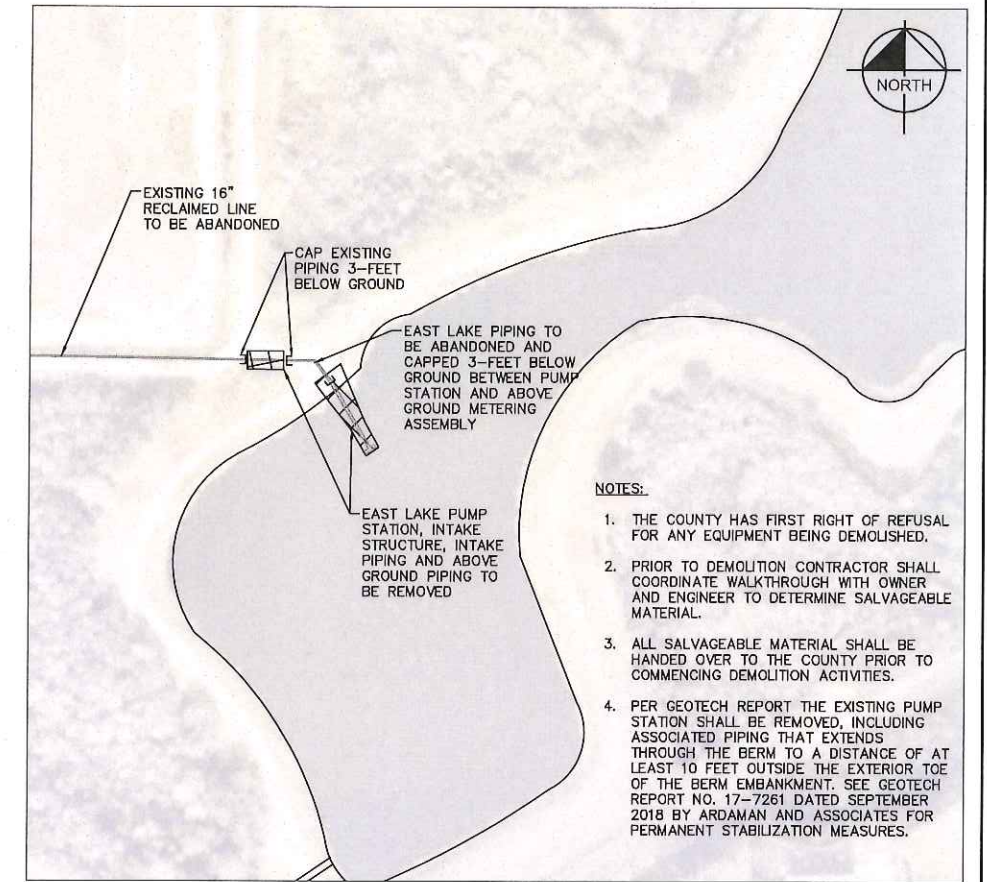 NORTH
EXISTING 16"
RECLAIMED LINE
TO BE ABANDONED
CAP EXISTING
PIPING 3-FEET
BELOW GROUND
EAST LAKE PIPING TO
BE ABANDONED AND
CAPPED 3-FEET BELOW
GROUND BETWEEN PUMP
STATION AND ABOVE
GROUND METERING
ASSEMBLY
EAST LAKE PUMP
STATION, INTAKE
STRUCTURE, INTAKE
PIPING AND ABOVE
GROUND PIPING TO
BE REMOVED
NOTES:
1. THE COUNTY HAS FIRST RIGHT OF REFUSAL
FOR ANY EQUIPMENT BEING DEMOLISHED.
2. PRIOR TO DEMOLITION CONTRACTOR SHALL
COORDINATE WALKTHROUGH WITH OWNER
AND ENGINEER TO DETERMINE SALVAGEABLE
MATERIAL.
3. ALL SALVAGEABLE MATERIAL SHALL BE
HANDED OVER TO THE COUNTY PRIOR TO
COMMENCING DEMOLITION ACTIVITIES.
4. PER GEOTECH REPORT THE EXISTING PUMP
STATION SHALL BE REMOVED, INCLUDING
ASSOCIATED PIPING THAT EXTENDS
THROUGH THE BERM TO A DISTANCE OF AT
LEAST 10 FEET OUTSIDE THE EXTERIOR TOE
OF THE BERM EMBANKMENT. SEE GEOTECH
REPORT NO. 17-7261 DATED SEPTEMBER
2018 BY ARDAMAN AND ASSOCIATES FOR
PERMANENT STABILIZATION MEASURES.